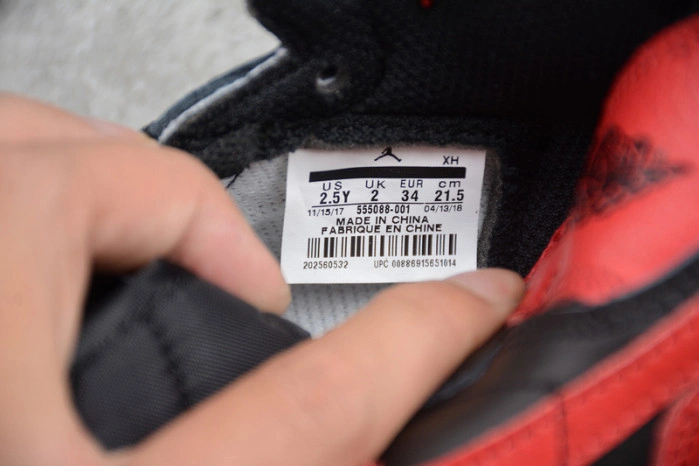 XH
US UK EUR cm
2.5Y 2 34 21.5
11/15/17 555088-001 04/13/18
MADE IN CHINA
FABRIQUE EN CHINE
202560532 UPC 00886915651014